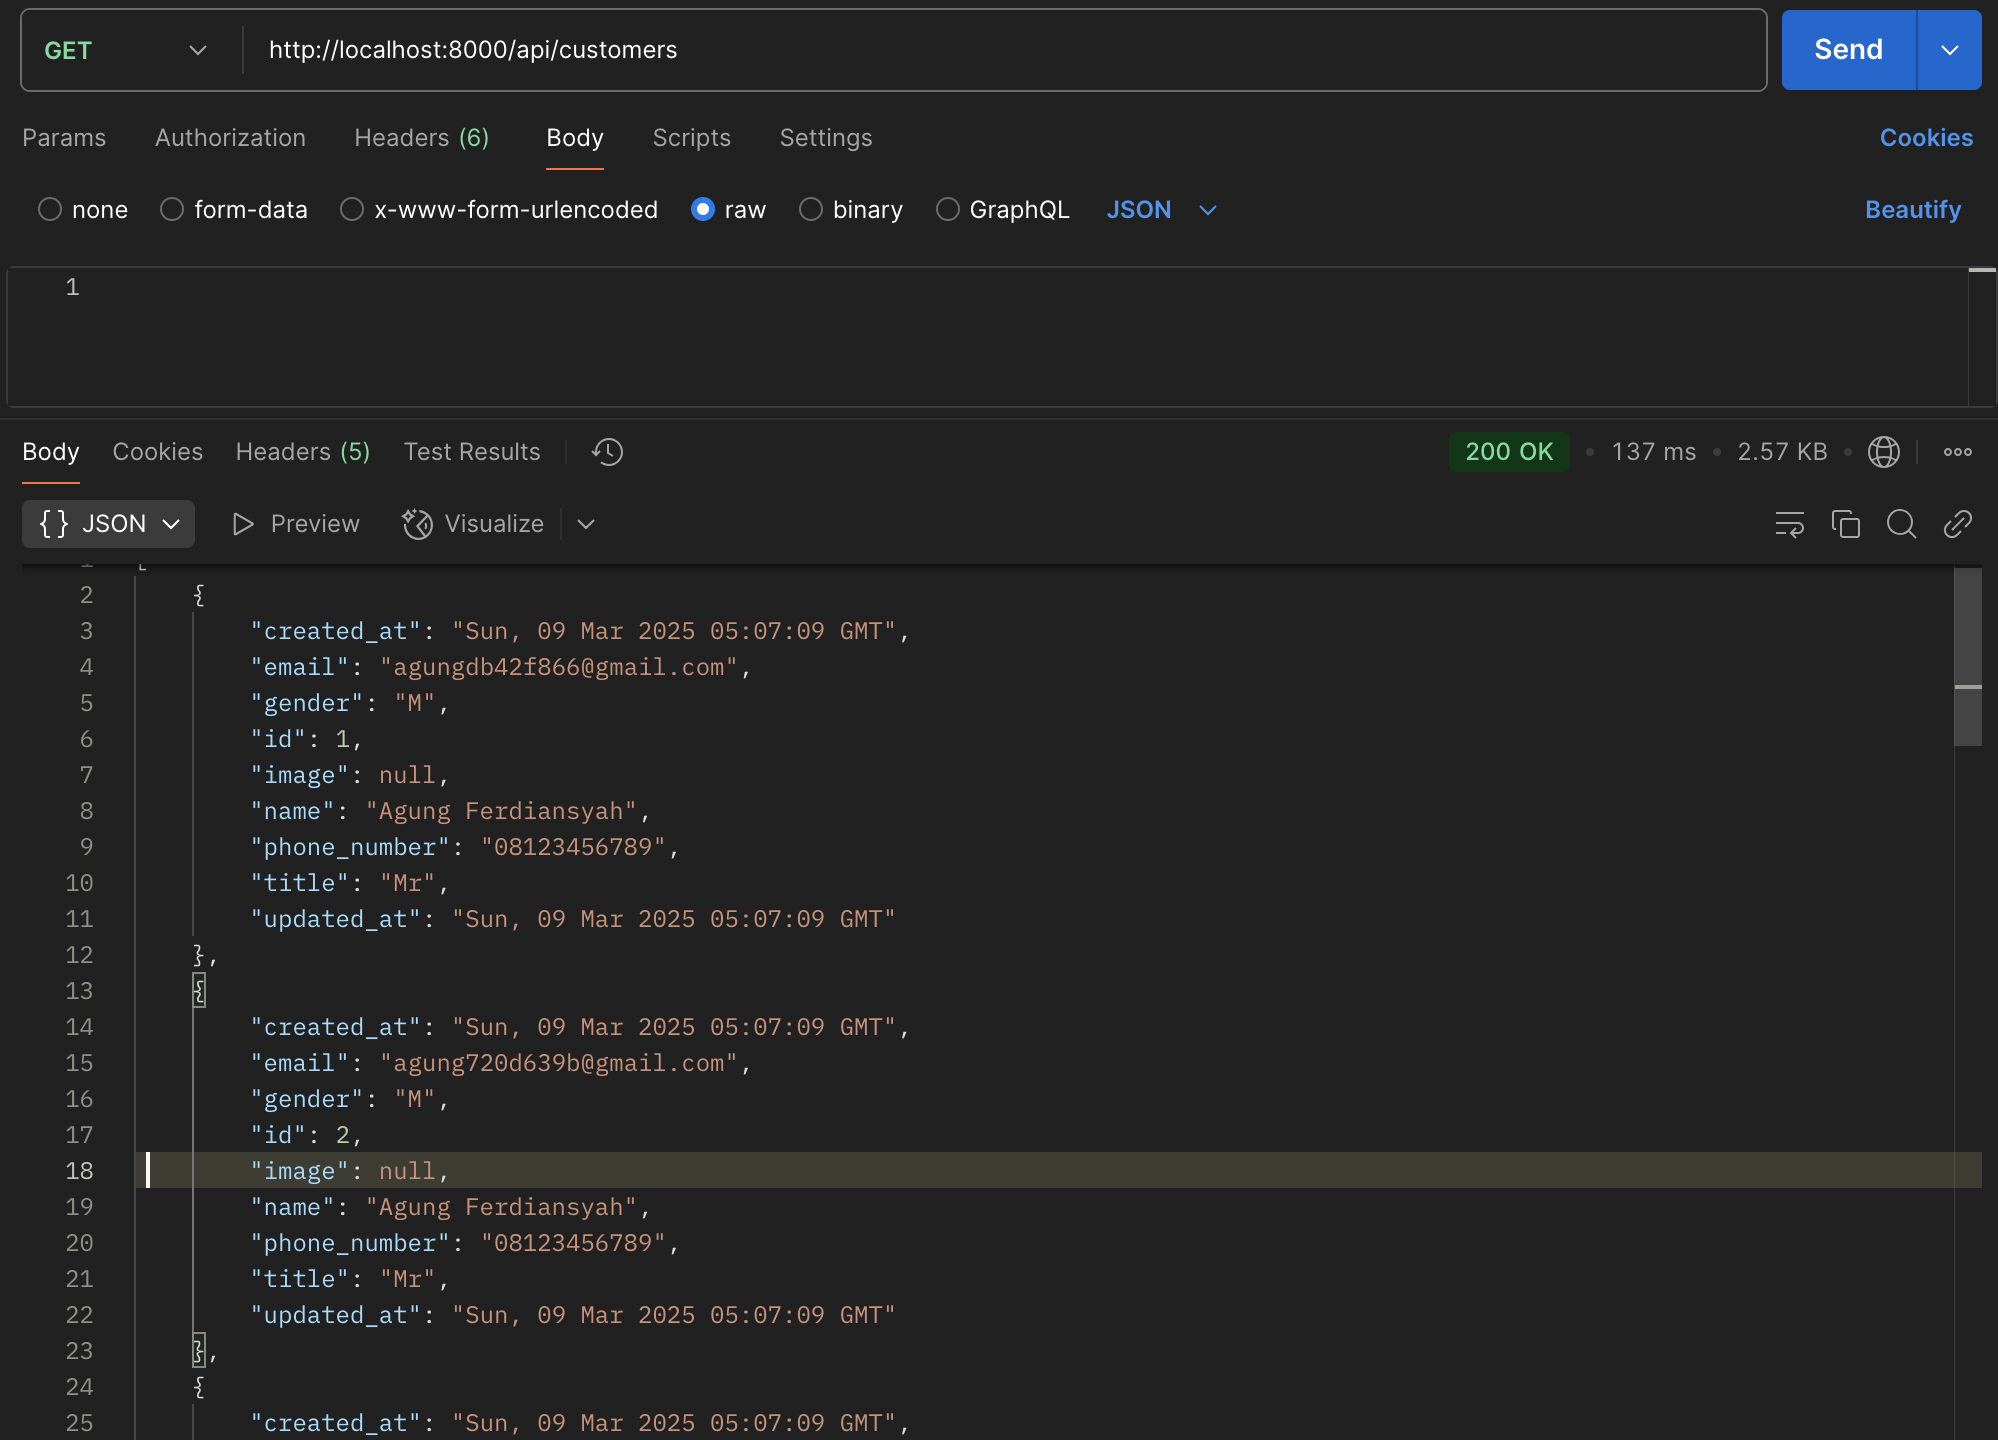 GET http://localhost:8000/api/customers Send
Params Authorization Headers (6) Body Scripts Settings Cookies
none form-data x-www-form-urlencoded raw binary GraphQL JSON Beautify
1
Body Cookies Headers (5) Test Results 200 OK • 137 ms • 2.57 KB •
{} JSON Preview Visualize
1 [
2 {
3 "created_at": "Sun, 09 Mar 2025 05:07:09 GMT",
4 "email": "agungdb42f866@gmail.com",
5 "gender": "M",
6 "id": 1,
7 "image": null,
8 "name": "Agung Ferdiansyah",
9 "phone_number": "08123456789",
10 "title": "Mr",
11 "updated_at": "Sun, 09 Mar 2025 05:07:09 GMT"
12 },
13 {
14 "created_at": "Sun, 09 Mar 2025 05:07:09 GMT",
15 "email": "agung720d639b@gmail.com",
16 "gender": "M",
17 "id": 2,
18 "image": null,
19 "name": "Agung Ferdiansyah",
20 "phone_number": "08123456789",
21 "title": "Mr",
22 "updated_at": "Sun, 09 Mar 2025 05:07:09 GMT"
23 },
24 {
25 "created_at": "Sun, 09 Mar 2025 05:07:09 GMT",